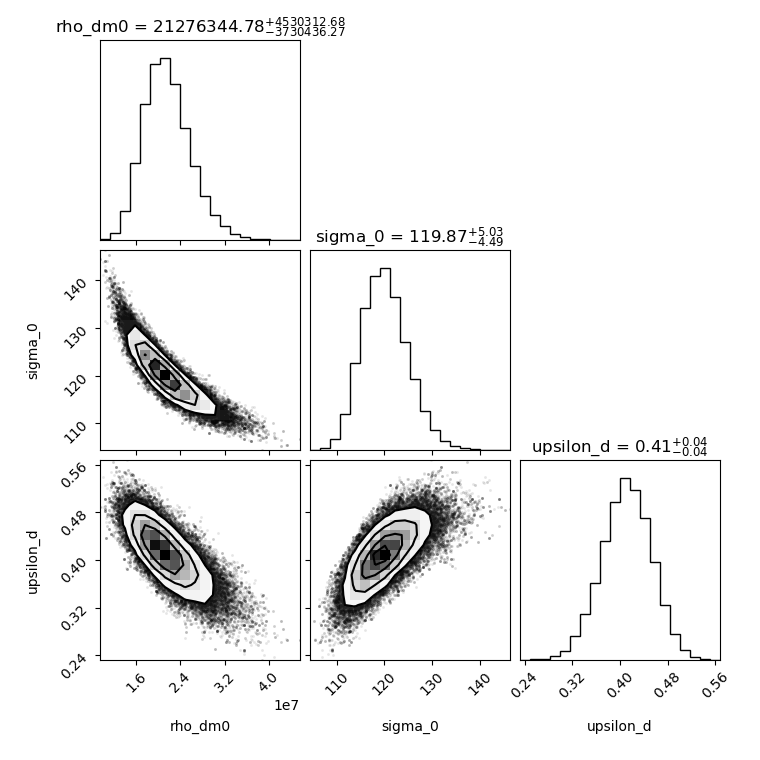 rho_dm0 = 21276344.78+4530312.68
−3730436.27
sigma_0 = 119.87+5.03
−4.49
140
130
120
110
sigma_0
upsilon_d = 0.41+0.04
−0.04
0.56
0.48
0.40
0.32
0.24
upsilon_d
1.6 2.4 3.2 4.0
1e7
rho_dm0
110 120 130 140
sigma_0
0.24 0.32 0.40 0.48 0.56
upsilon_d